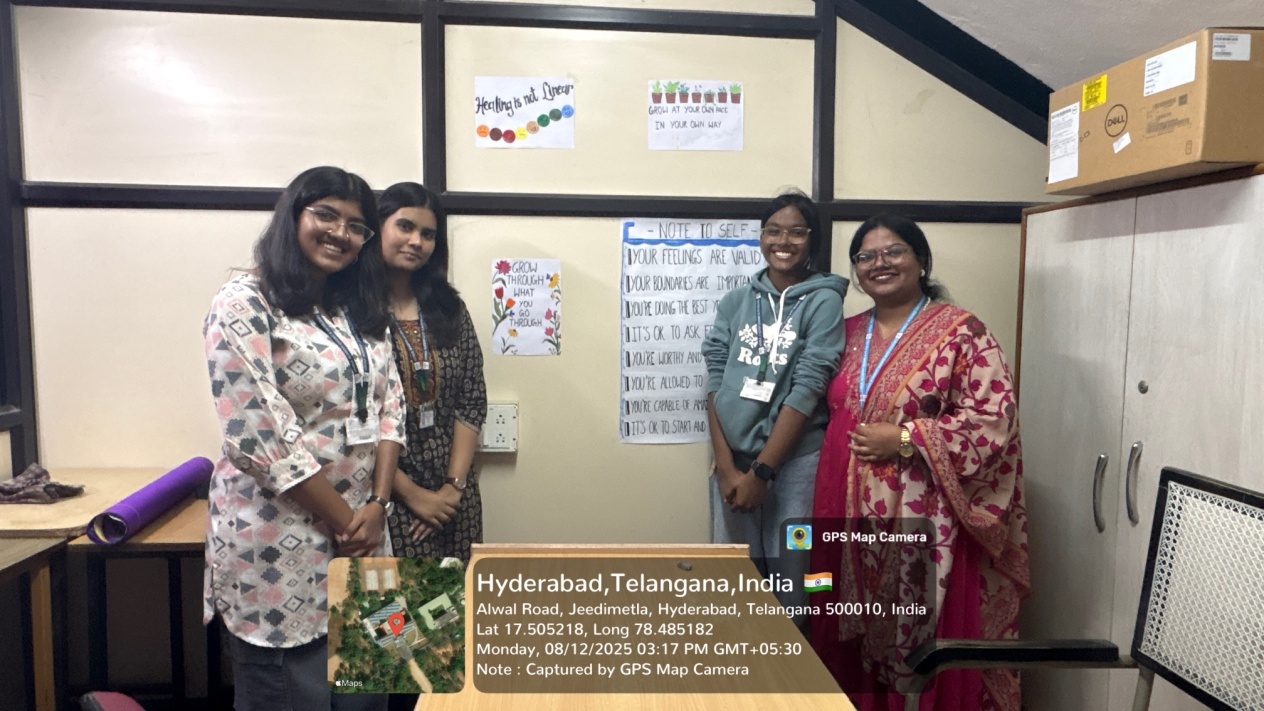 Healing is not Linear
GROW AT YOUR OWN PACE
IN YOUR OWN WAY
DELL
- NOTE TO SELF -
YOUR FEELINGS ARE VALID
YOUR BOUNDARIES ARE
YOU'RE DOING THE BEST
IT'S OK TO ASK
YOU'RE WORTHY AND
YOU'RE ALLOWED TO
YOU'RE CAPABLE OF
IT'S OK TO START AND
GROW
THROUGH
WHAT
YOU
GO
THROUGH
GPS Map Camera
Hyderabad,Telangana,India
Alwal Road, Jeedimetla, Hyderabad, Telangana 500010, India
Lat 17.505218, Long 78.485182
Monday, 08/12/2025 03:17 PM GMT+05:30
Note : Captured by GPS Map Camera
Maps